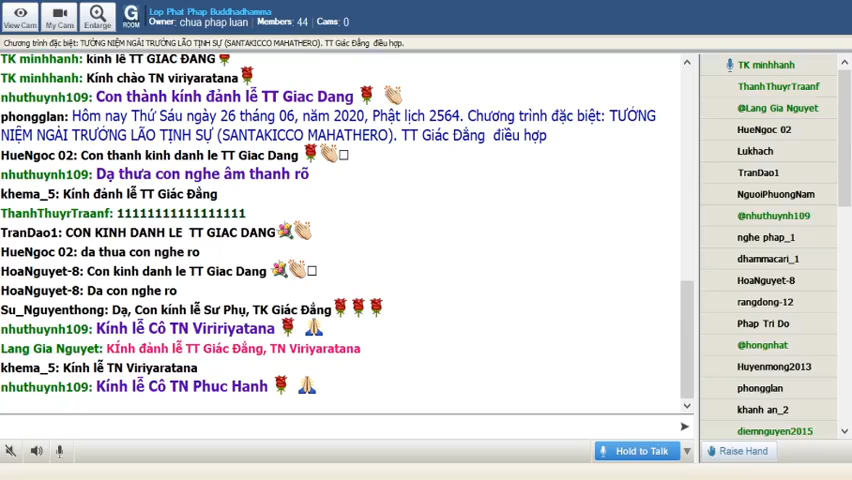 View Cam
My Cam
Enlarge
G ROOM
Lop Phat Phap Buddhadhamma
Owner: chua phap luan Members: 44 Cams: 0
Chương trình đặc biệt: TƯỞNG NIỆM NGÀI TRƯỞNG LÃO TỊNH SỰ (SANTAKICCO MAHATHERO). TT Giác Đẳng điều hợp.
TK minhhanh: kính lễ TT GIAC ĐANG
TK minhhanh: Kính chào TN viriyaratana
nhuthuynh109: Con thành kính đảnh lễ TT Giac Dang
phongglan: Hôm nay Thứ Sáu ngày 26 tháng 06, năm 2020, Phật lịch 2564. Chương trình đặc biệt: TƯỞNG
NIỆM NGÀI TRƯỞNG LÃO TỊNH SỰ (SANTAKICCO MAHATHERO). TT Giác Đẳng điều hợp
HueNgoc 02: Con thanh kinh danh le TT Giac Dang
nhuthuynh109: Dạ thưa con nghe âm thanh rõ
khema_5: Kính đảnh lễ TT Giác Đẳng
ThanhThuyrTraanf: 11111111111111111
TranDao1: CON KINH DANH LE TT GIAC DANG
HueNgoc 02: da thua con nghe ro
HoaNguyet-8: Con kinh danh le TT Giac Dang
HoaNguyet-8: Da con nghe ro
Su_Nguyenthong: Dạ, Con kính lễ Sư Phụ, TK Giác Đẳng
nhuthuynh109: Kính lễ Cô TN Viririyatana
Lang Gia Nguyet: KÍnh đảnh lễ TT Giác Đẳng, TN Viriyaratana
khema_5: Kính lễ TN Viriyaratana
nhuthuynh109: Kính lễ Cô TN Phuc Hanh
TK minhhanh
ThanhThuyrTraanf
@Lang Gia Nguyet
HueNgoc 02
Lukhach
TranDao1
NguoiPhuongNam
@nhuthuynh109
nghe phap_1
dhammacari_1
HoaNguyet-8
rangdong-12
Phap Tri Do
@hongnhat
Huyenmong2013
phongglan
khanh an_2
diemnguyen2015
Hold to Talk
Raise Hand